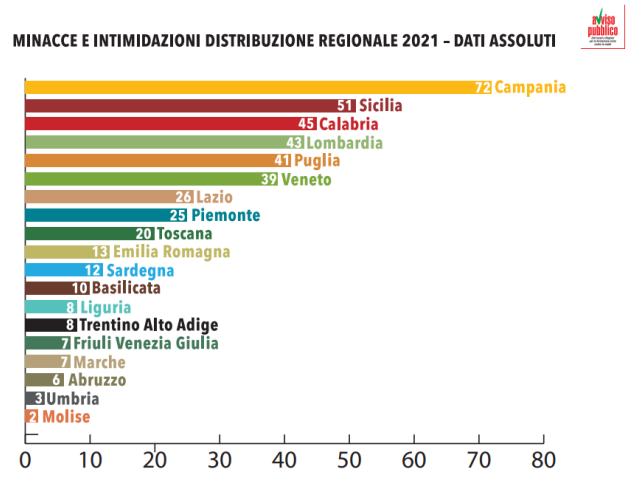 avviso
pubblico
MINACCE E INTIMIDAZIONI DISTRIBUZIONE REGIONALE 2021 – DATI ASSOLUTI
72 Campania
51 Sicilia
45 Calabria
43 Lombardia
41 Puglia
39 Veneto
26 Lazio
25 Piemonte
20 Toscana
13 Emilia Romagna
12 Sardegna
10 Basilicata
8 Liguria
8 Trentino Alto Adige
7 Friuli Venezia Giulia
7 Marche
6 Abruzzo
3 Umbria
2 Molise
0 10 20 30 40 50 60 70 80